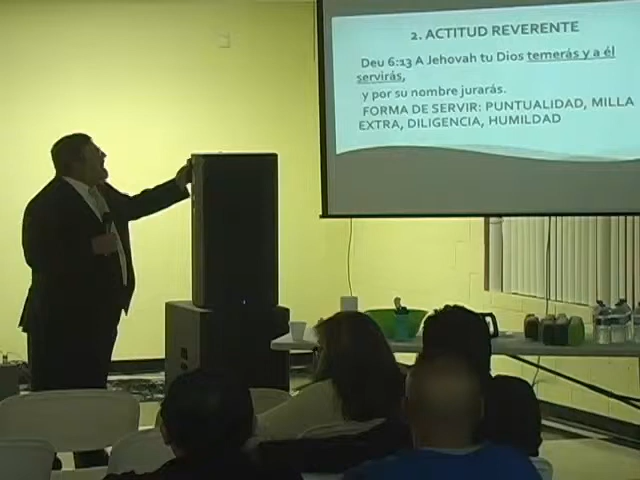 2. ACTITUD REVERENTE
Deu 6:13 A Jehovah tu Dios temerás y a él
servirás,
y por su nombre jurarás.
FORMA DE SERVIR: PUNTUALIDAD, MILLA
EXTRA, DILIGENCIA, HUMILDAD